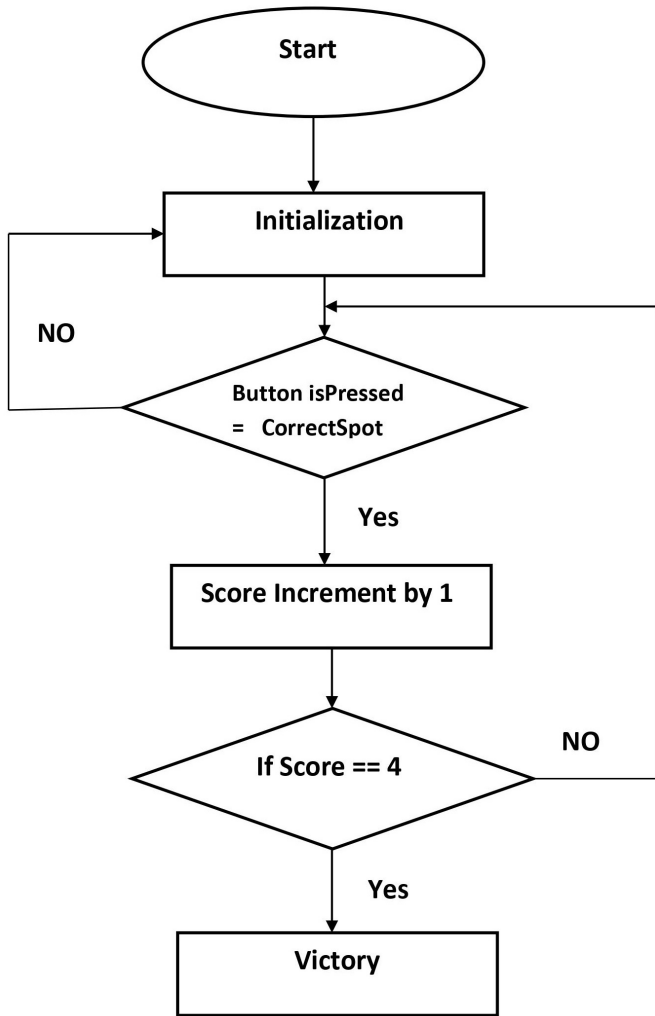 Start
Initialization
NO
Button isPressed
= CorrectSpot
Yes
Score Increment by 1
If Score == 4
NO
Yes
Victory